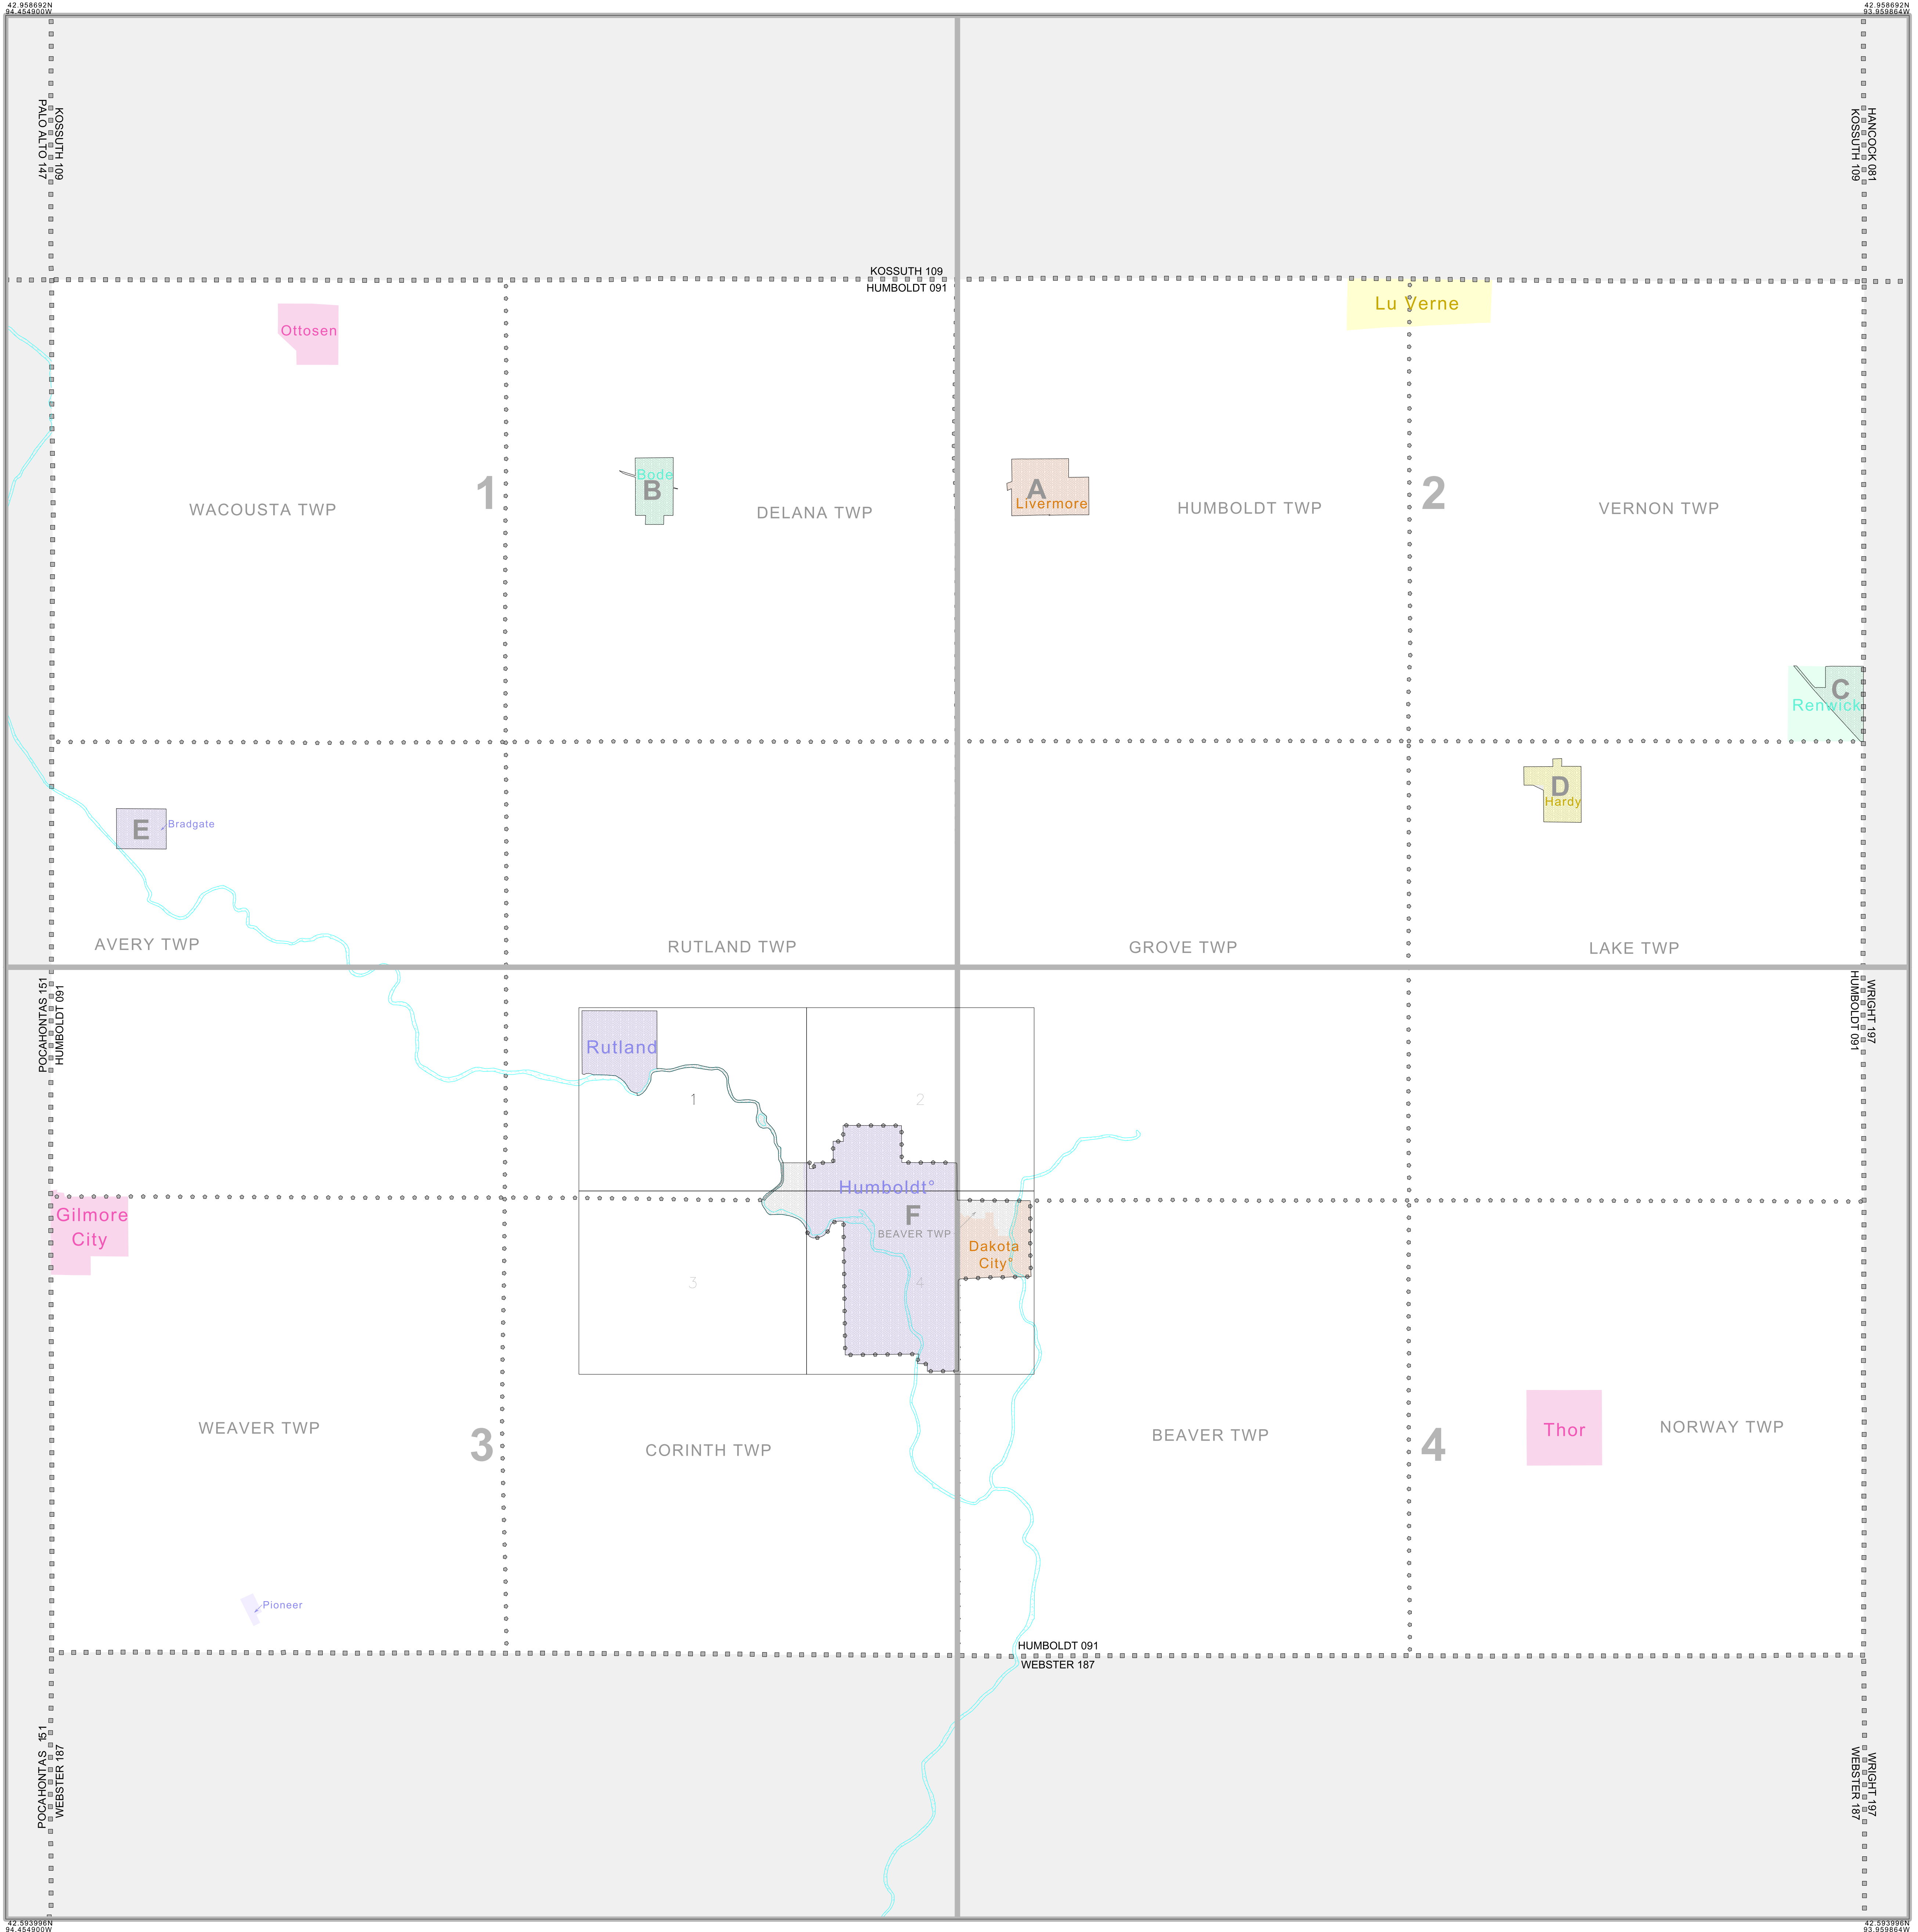 42.958692N
94.454900W
42.958692N
93.959864W
PALO ALTO 147
KOSSUTH 109
HANCOCK 081
KOSSUTH 109
KOSSUTH 109
HUMBOLDT 091
Lu Verne
Ottosen
Bode
B
A
Livermore
1
2
WACOUSTA TWP
DELANA TWP
HUMBOLDT TWP
VERNON TWP
C
Renwick
D
Hardy
E
Bradgate
AVERY TWP
RUTLAND TWP
GROVE TWP
LAKE TWP
POCAHONTAS 151
HUMBOLDT 091
WRIGHT 197
HUMBOLDT 091
Rutland
1
2
Humboldt°
Gilmore
City
F
BEAVER TWP
Dakota
City°
3
4
WEAVER TWP
3
CORINTH TWP
BEAVER TWP
4
Thor
NORWAY TWP
Pioneer
HUMBOLDT 091
WEBSTER 187
POCAHONTAS 151
WEBSTER 187
WRIGHT 197
WEBSTER 187
42.593996N
94.454900W
42.593996N
93.959864W